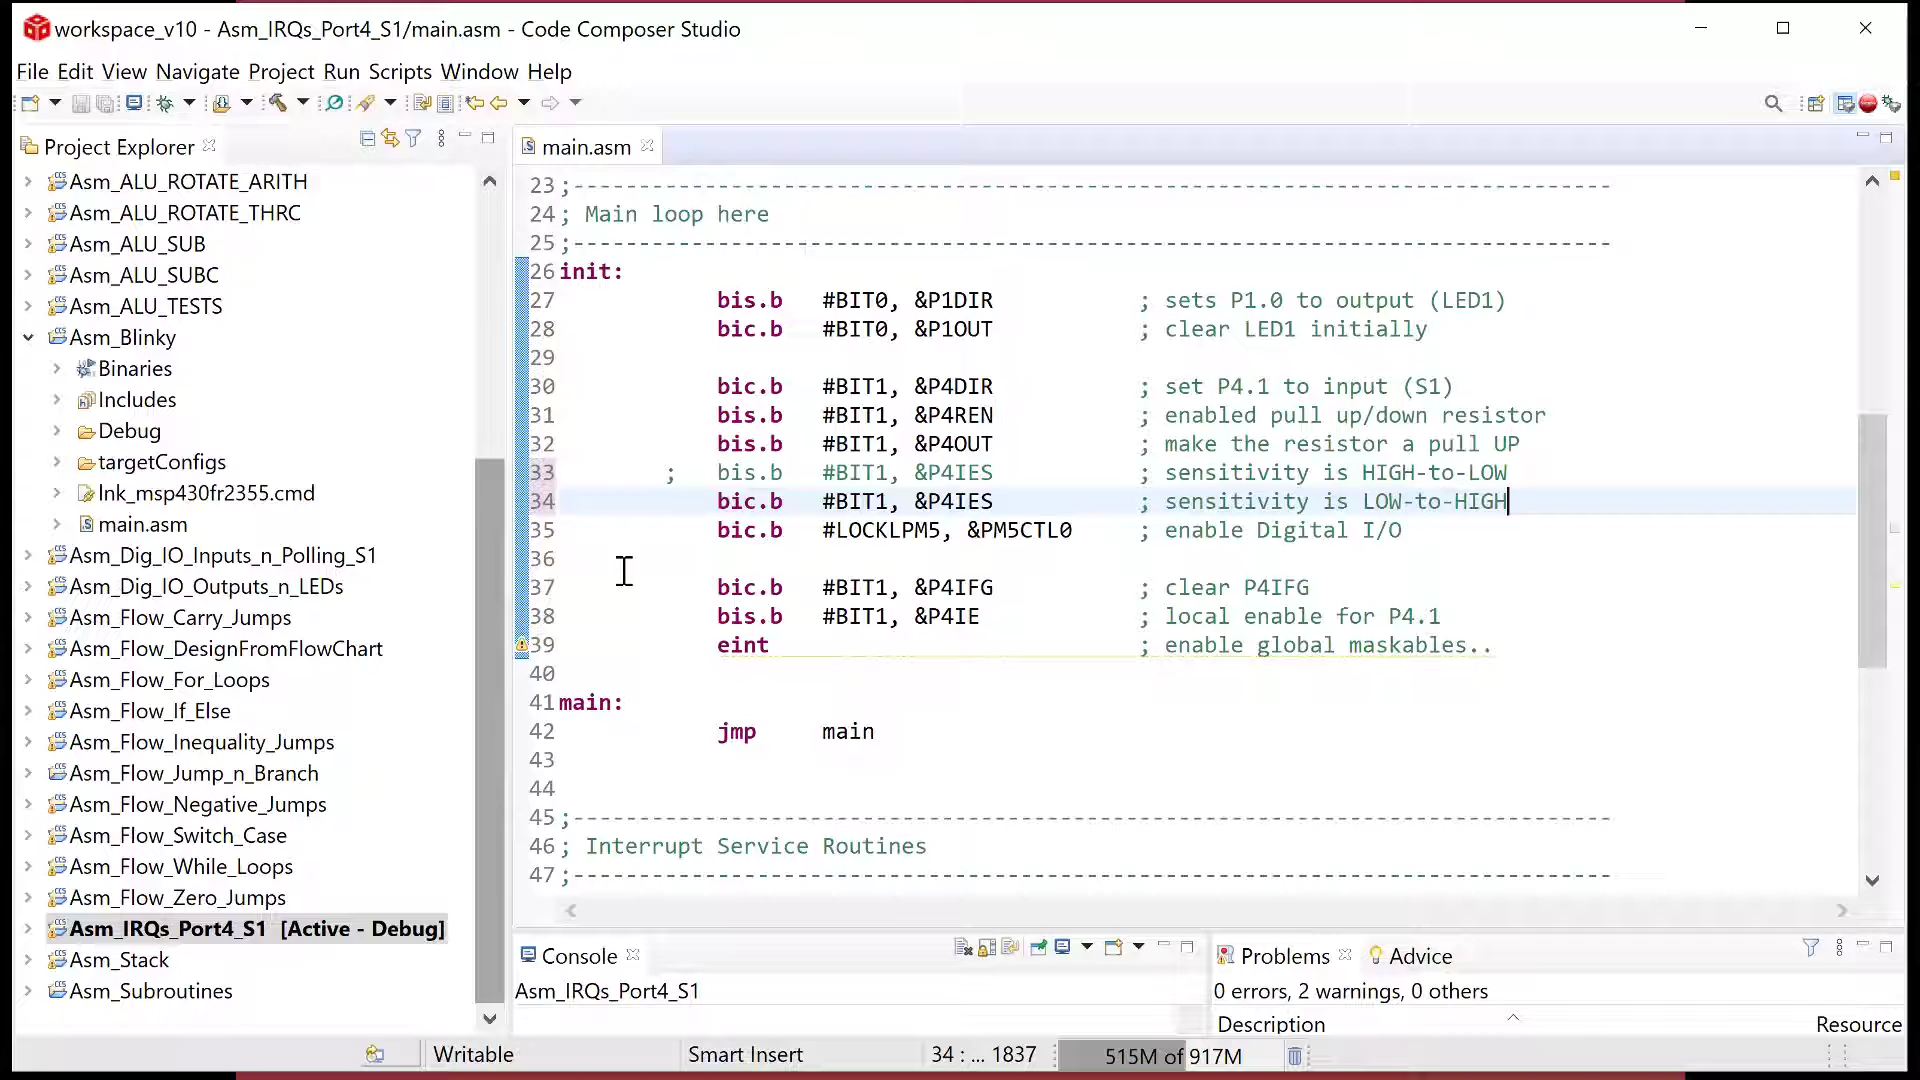 workspace_v10 - Asm_IRQs_Port4_S1/main.asm - Code Composer Studio
File Edit View Navigate Project Run Scripts Window Help
Project Explorer
Asm_ALU_ROTATE_ARITH
Asm_ALU_ROTATE_THRC
Asm_ALU_SUB
Asm_ALU_SUBC
Asm_ALU_TESTS
Asm_Blinky
Binaries
Includes
Debug
targetConfigs
lnk_msp430fr2355.cmd
main.asm
Asm_Dig_IO_Inputs_n_Polling_S1
Asm_Dig_IO_Outputs_n_LEDs
Asm_Flow_Carry_Jumps
Asm_Flow_DesignFromFlowChart
Asm_Flow_For_Loops
Asm_Flow_If_Else
Asm_Flow_Inequality_Jumps
Asm_Flow_Jump_n_Branch
Asm_Flow_Negative_Jumps
Asm_Flow_Switch_Case
Asm_Flow_While_Loops
Asm_Flow_Zero_Jumps
Asm_IRQs_Port4_S1 [Active - Debug]
Asm_Stack
Asm_Subroutines
main.asm
23 ;-------------------------------------------------------------------------------
24 ; Main loop here
25 ;-------------------------------------------------------------------------------
26 init:
27 bis.b #BIT0, &P1DIR ; sets P1.0 to output (LED1)
28 bic.b #BIT0, &P1OUT ; clear LED1 initially
29
30 bic.b #BIT1, &P4DIR ; set P4.1 to input (S1)
31 bis.b #BIT1, &P4REN ; enabled pull up/down resistor
32 bis.b #BIT1, &P4OUT ; make the resistor a pull UP
33 ; bis.b #BIT1, &P4IES ; sensitivity is HIGH-to-LOW
34 bic.b #BIT1, &P4IES ; sensitivity is LOW-to-HIGH
35 bic.b #LOCKLPM5, &PM5CTL0 ; enable Digital I/O
36
37 bic.b #BIT1, &P4IFG ; clear P4IFG
38 bis.b #BIT1, &P4IE ; local enable for P4.1
39 eint ; enable global maskables..
40
41 main:
42 jmp main
43
44
45 ;-------------------------------------------------------------------------------
46 ; Interrupt Service Routines
47 ;-------------------------------------------------------------------------------
Console
Asm_IRQs_Port4_S1
Problems Advice
0 errors, 2 warnings, 0 others
Description Resource
Writable Smart Insert 34 : ... 1837 515M of 917M